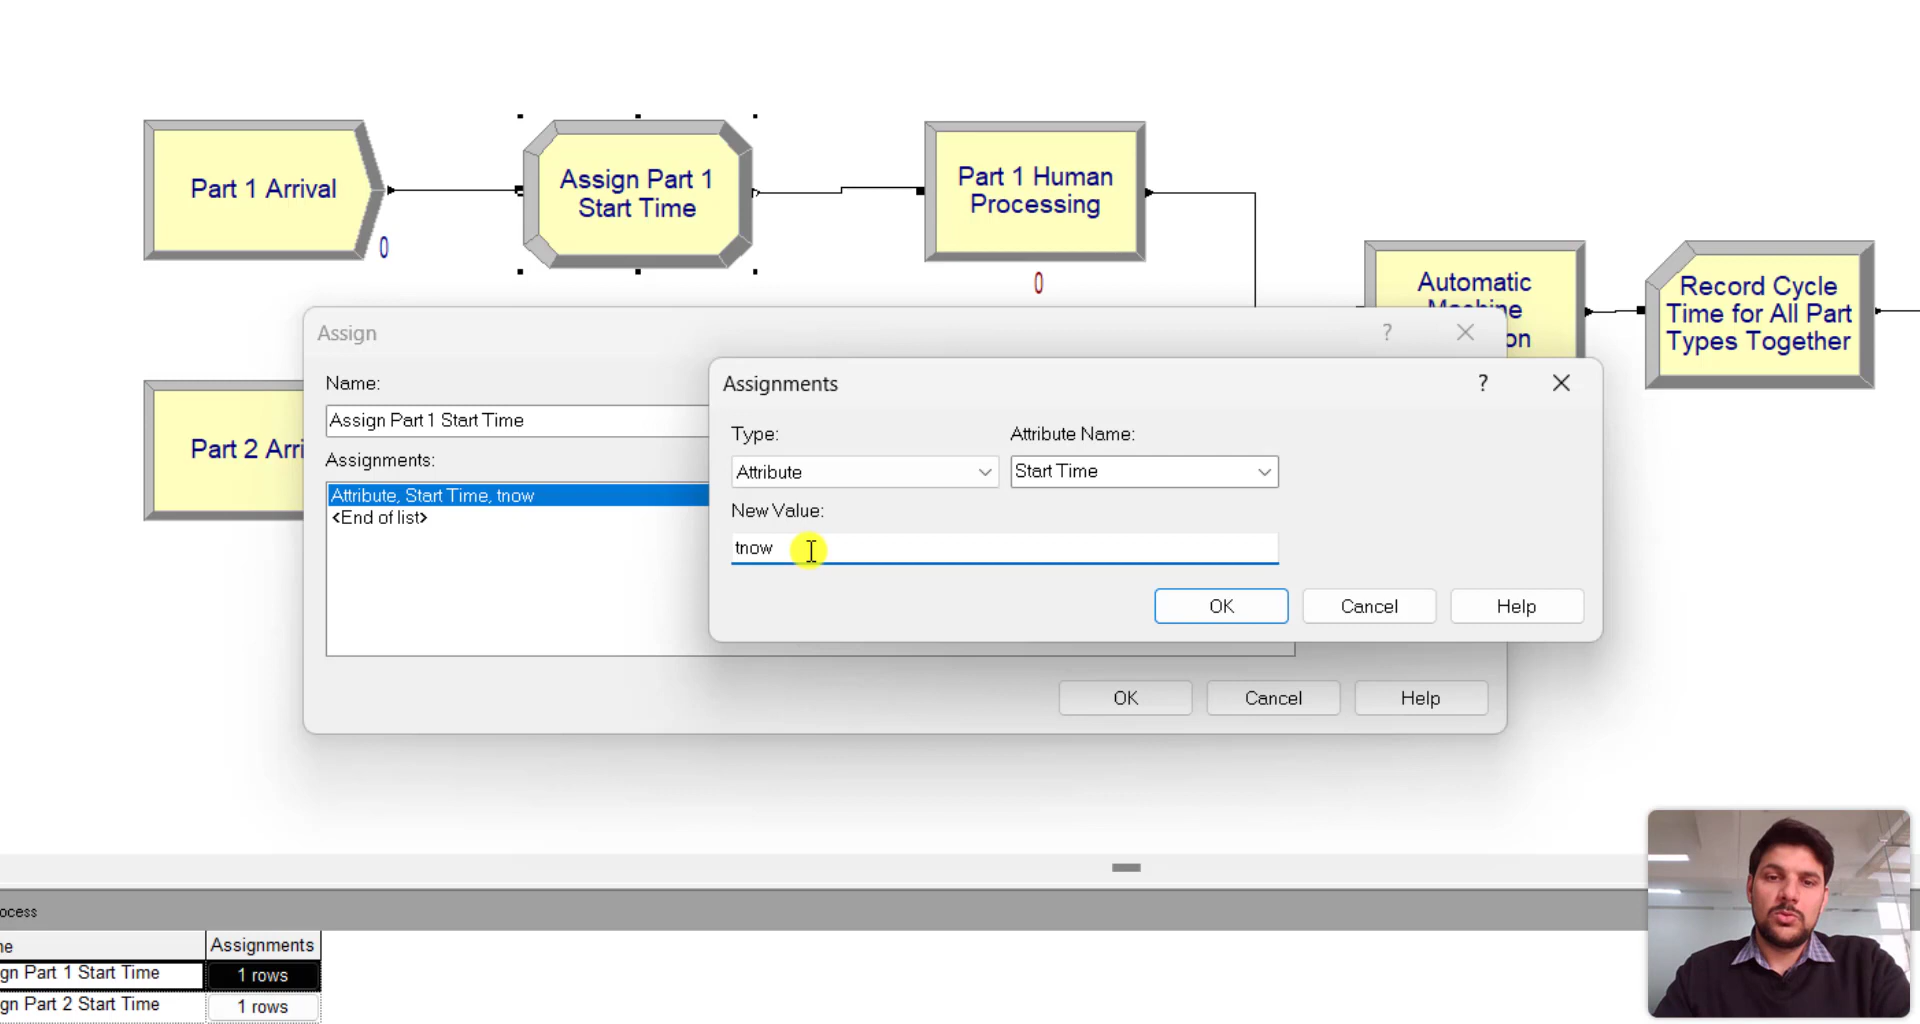 Part 1 Arrival
0
Assign Part 1
Start Time
Part 1 Human
Processing
0
Automatic
Machine
on
Record Cycle
Time for All Part
Types Together
Part 2 Arri
Assign
?
Name:
Assign Part 1 Start Time
Assignments:
Attribute, Start Time, tnow
<End of list>
OK
Cancel
Help
Assignments
?
Type:
Attribute Name:
Attribute
Start Time
New Value:
tnow
OK
Cancel
Help
ocess
ne
Assignments
gn Part 1 Start Time
1 rows
gn Part 2 Start Time
1 rows